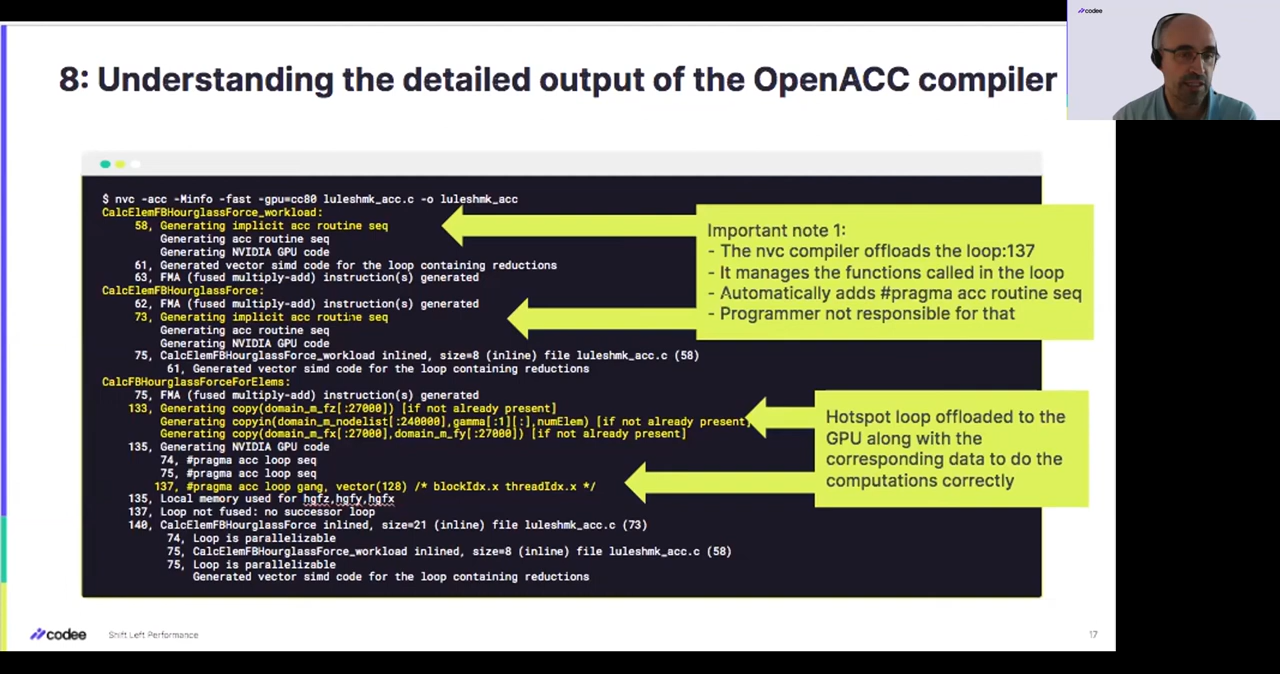 codee
8: Understanding the detailed output of the OpenACC compiler
$ nvc -acc -Minfo -fast -gpu=cc80 luleshmk_acc.c -o luleshmk_acc
CalcElemFBHourglassForce_workload:
58, Generating implicit acc routine seq
Generating acc routine seq
Generating NVIDIA GPU code
61, Generated vector simd code for the loop containing reductions
63, FMA (fused multiply-add) instruction(s) generated
CalcElemFBHourglassForce:
62, FMA (fused multiply-add) instruction(s) generated
73, Generating implicit acc routine seq
Generating acc routine seq
Generating NVIDIA GPU code
75, CalcElemFBHourglassForce_workload inlined, size=8 (inline) file luleshmk_acc.c (58)
61, Generated vector simd code for the loop containing reductions
CalcFBHourglassForceForElems:
75, FMA (fused multiply-add) instruction(s) generated
133, Generating copy(domain_m_fz[:27000]) [if not already present]
Generating copyin(domain_m_nodelist[:240000],gamma[:1][:],numElem) [if not already present]
Generating copy(domain_m_fx[:27000],domain_m_fy[:27000]) [if not already present]
135, Generating NVIDIA GPU code
74, #pragma acc loop seq
75, #pragma acc loop seq
137, #pragma acc loop gang, vector(128) /* blockIdx.x threadIdx.x */
135, Local memory used for hgfz,hgfy,hgfx
137, Loop not fused: no successor loop
140, CalcElemFBHourglassForce inlined, size=21 (inline) file luleshmk_acc.c (73)
74, Loop is parallelizable
75, CalcElemFBHourglassForce_workload inlined, size=8 (inline) file luleshmk_acc.c (58)
75, Loop is parallelizable
Generated vector simd code for the loop containing reductions
Important note 1:
- The nvc compiler offloads the loop:137
- It manages the functions called in the loop
- Automatically adds #pragma acc routine seq
- Programmer not responsible for that
Hotspot loop offloaded to the
GPU along with the
corresponding data to do the
computations correctly
codee
Shift Left Performance
17